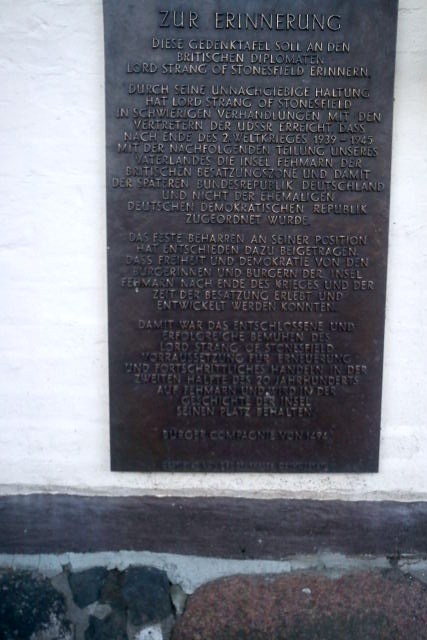 ZUR ERINNERUNG
DIESE GEDENKTAFEL SOLL AN DEN
BRITISCHEN DIPLOMATEN
LORD STRANG OF STONESFIELD ERINNERN.
DURCH SEINE UNNACHGIEBIGE HALTUNG
HAT LORD STRANG OF STONESFIELD
IN SCHWIERIGEN VERHANDLUNGEN MIT DEN
VERTRETERN DER UDSSR ERREICHT DASS
NACH ENDE DES 2. WELTKRIEGES 1939 - 1945
MIT DER NACHFOLGENDEN TEILUNG UNSERES
VATERLANDES DIE INSEL FEHMARN DER
BRITISCHEN BESATZUNGSZONE UND DAMIT
DER SPÄTEREN BUNDESREPUBLIK DEUTSCHLAND
UND NICHT DER EHEMALIGEN
DEUTSCHEN DEMOKRATISCHEN REPUBLIK
ZUGEORDNET WURDE.
DAS FESTE BEHARREN AN SEINER POSITION
HAT ENTSCHIEDEN DAZU BEIGETRAGEN,
DASS FREIHEIT UND DEMOKRATIE VON DEN
BÜRGERINNEN UND BÜRGERN DER INSEL
FEHMARN NACH ENDE DES KRIEGES UND DER
ZEIT DER BESATZUNG ERLEBT UND
ENTWICKELT WERDEN KONNTEN.
DAMIT WAR DAS ENTSCHLOSSENE UND
ERFOLGREICHE BEMÜHEN DES
LORD STRANG OF STONESFIELD
VORRAUSSETZUNG FÜR ERNEUERUNG
UND FORTSCHRITTLICHES HANDELN IN DER
ZWEITEN HÄLFTE DES 20. JAHRHUNDERTS
AUF FEHMARN UND WIRD IN DER
GESCHICHTE DER INSEL
SEINEN PLATZ BEHALTEN.
BÜRGER COMPAGNIE VON 1494